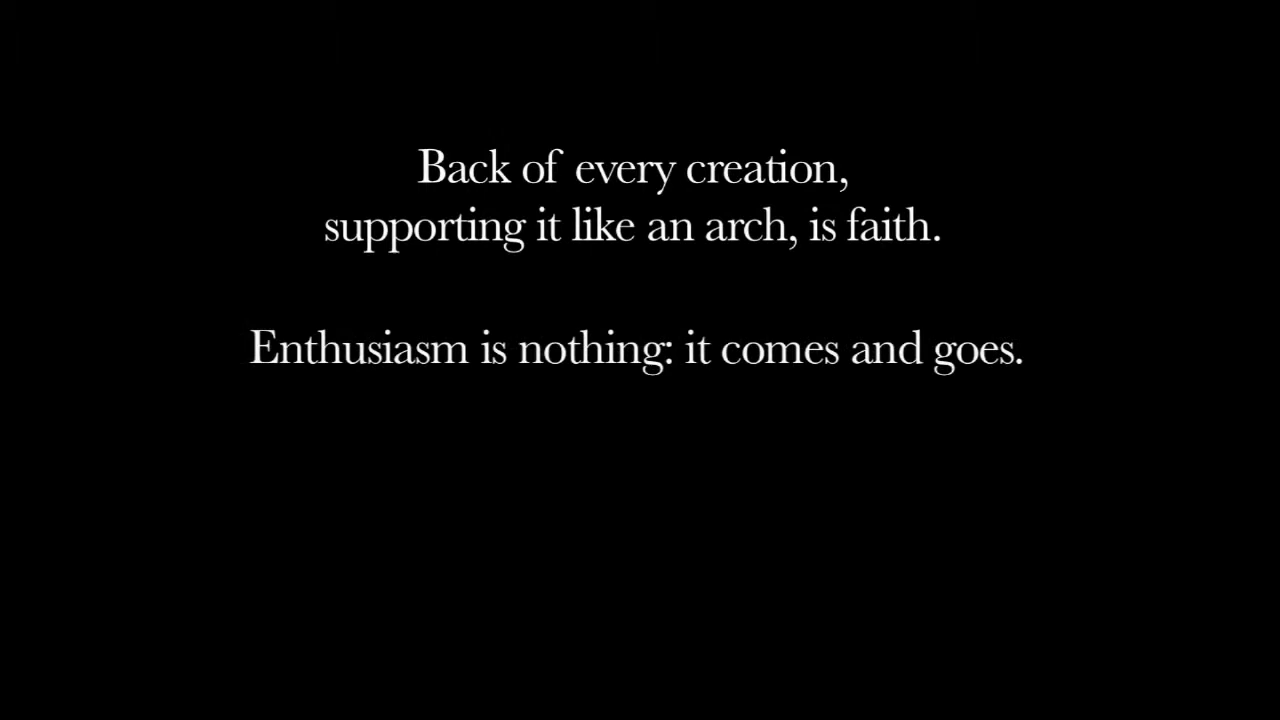 Back of every creation,
supporting it like an arch, is faith.
Enthusiasm is nothing: it comes and goes.